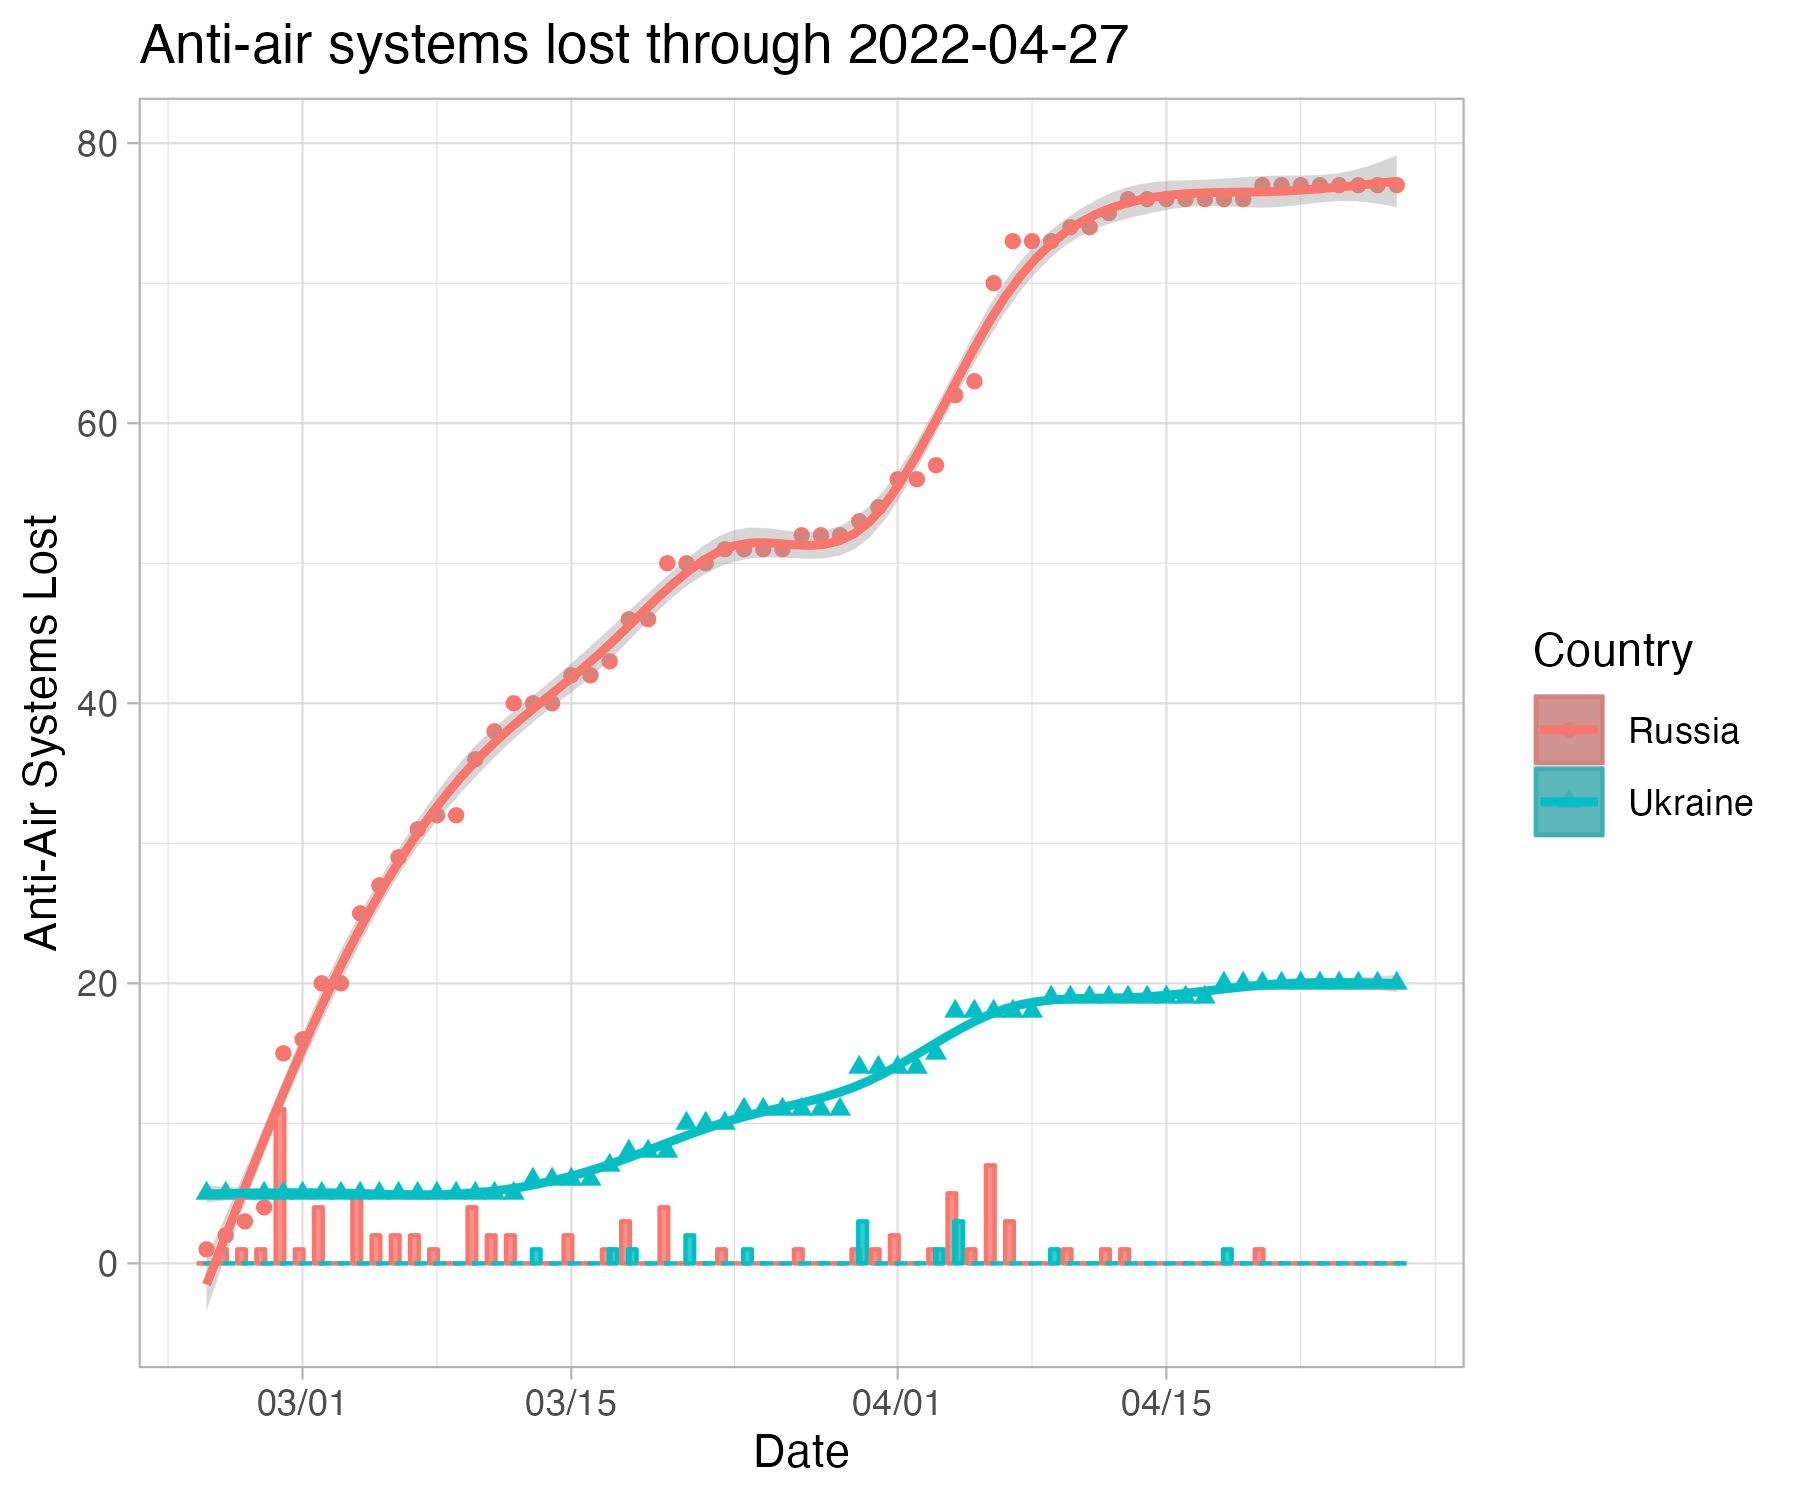 Anti-air systems lost through 2022-04-27
Anti-Air Systems Lost
80
60
40
20
0
03/01
03/15
04/01
04/15
Date
Country
Russia
Ukraine